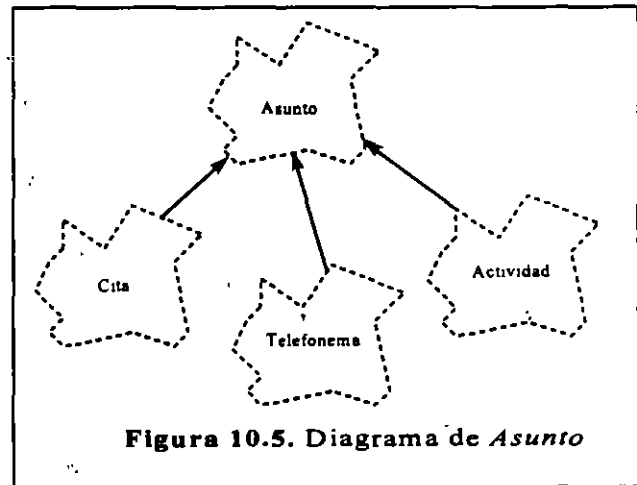 Asunto
Cita
Telefonema
Actividad
Figura 10.5. Diagrama de Asunto